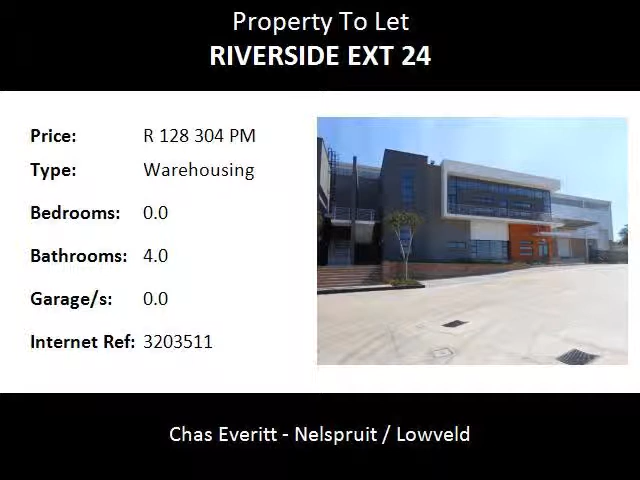 Property To Let
RIVERSIDE EXT 24
Price: R 128 304 PM
Type: Warehousing
Bedrooms: 0.0
Bathrooms: 4.0
Garage/s: 0.0
Internet Ref: 3203511
Chas Everitt - Nelspruit / Lowveld